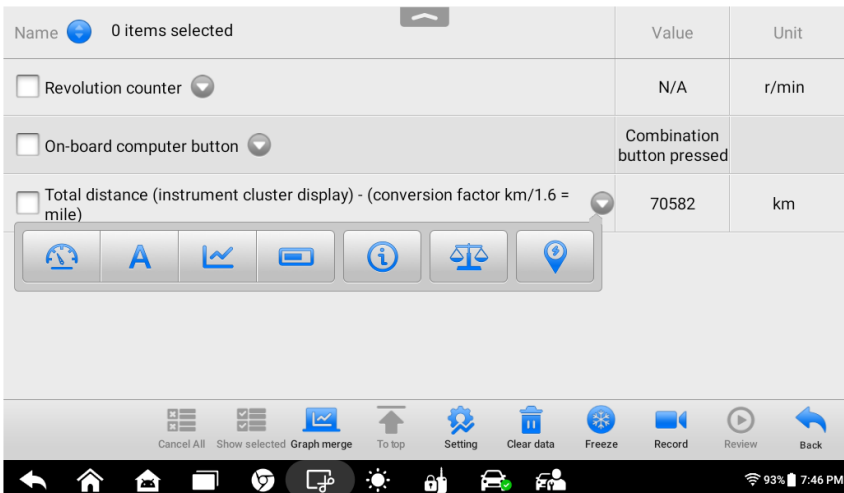 Name 0 items selected Value Unit
Revolution counter N/A r/min
On-board computer button Combination
button pressed
Total distance (instrument cluster display) - (conversion factor km/1.6 =
mile) 70582 km
A
Cancel All Show selected Graph merge To top Setting Clear data Freeze Record Review Back
93% 7:46 PM